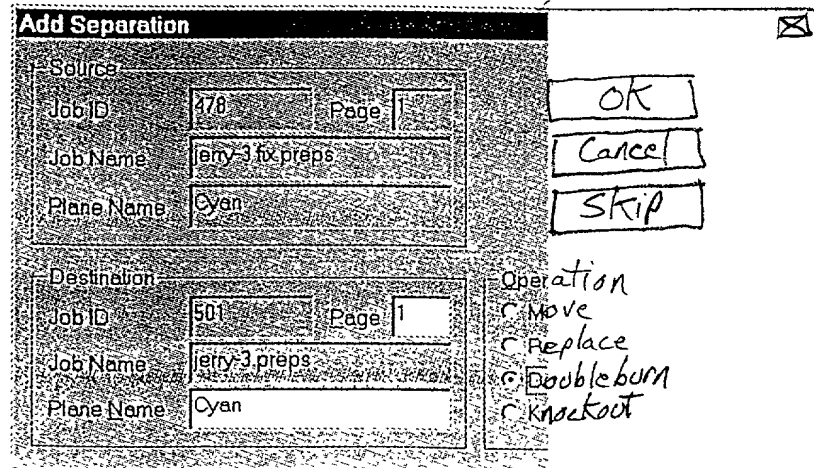 Add Separation
Source
Job ID 478 Page 1
Job Name jerry-3.fix.preps
Plane Name Cyan
OK
Cancel
Skip
Destination
Job ID 501 Page 1
Job Name jerry-3.preps
Plane Name Cyan
Operation
Move
Replace
Doubleburn
Knockout